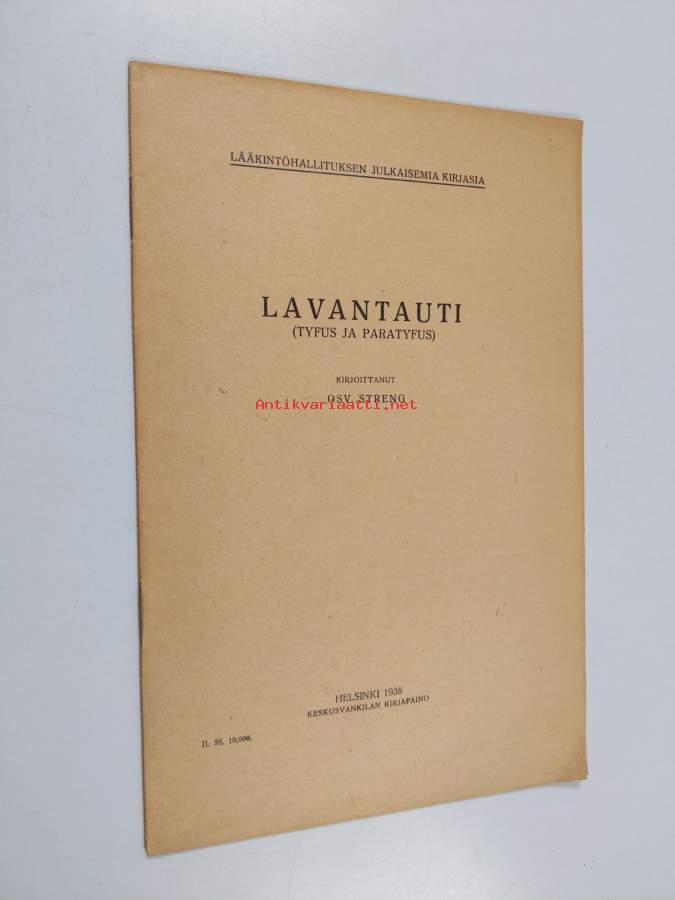 LÄÄKINTÖHALLITUKSEN JULKAISEMIA KIRJASIA
LAVANTAUTI
(TYFUS JA PARATYFUS)
KIRJOITTANUT
OSV. STRENG
Antikvariaatti.net
HELSINKI 1938
KESKUSVANKILAN KIRJAPAINO
II. 38. 10,000.